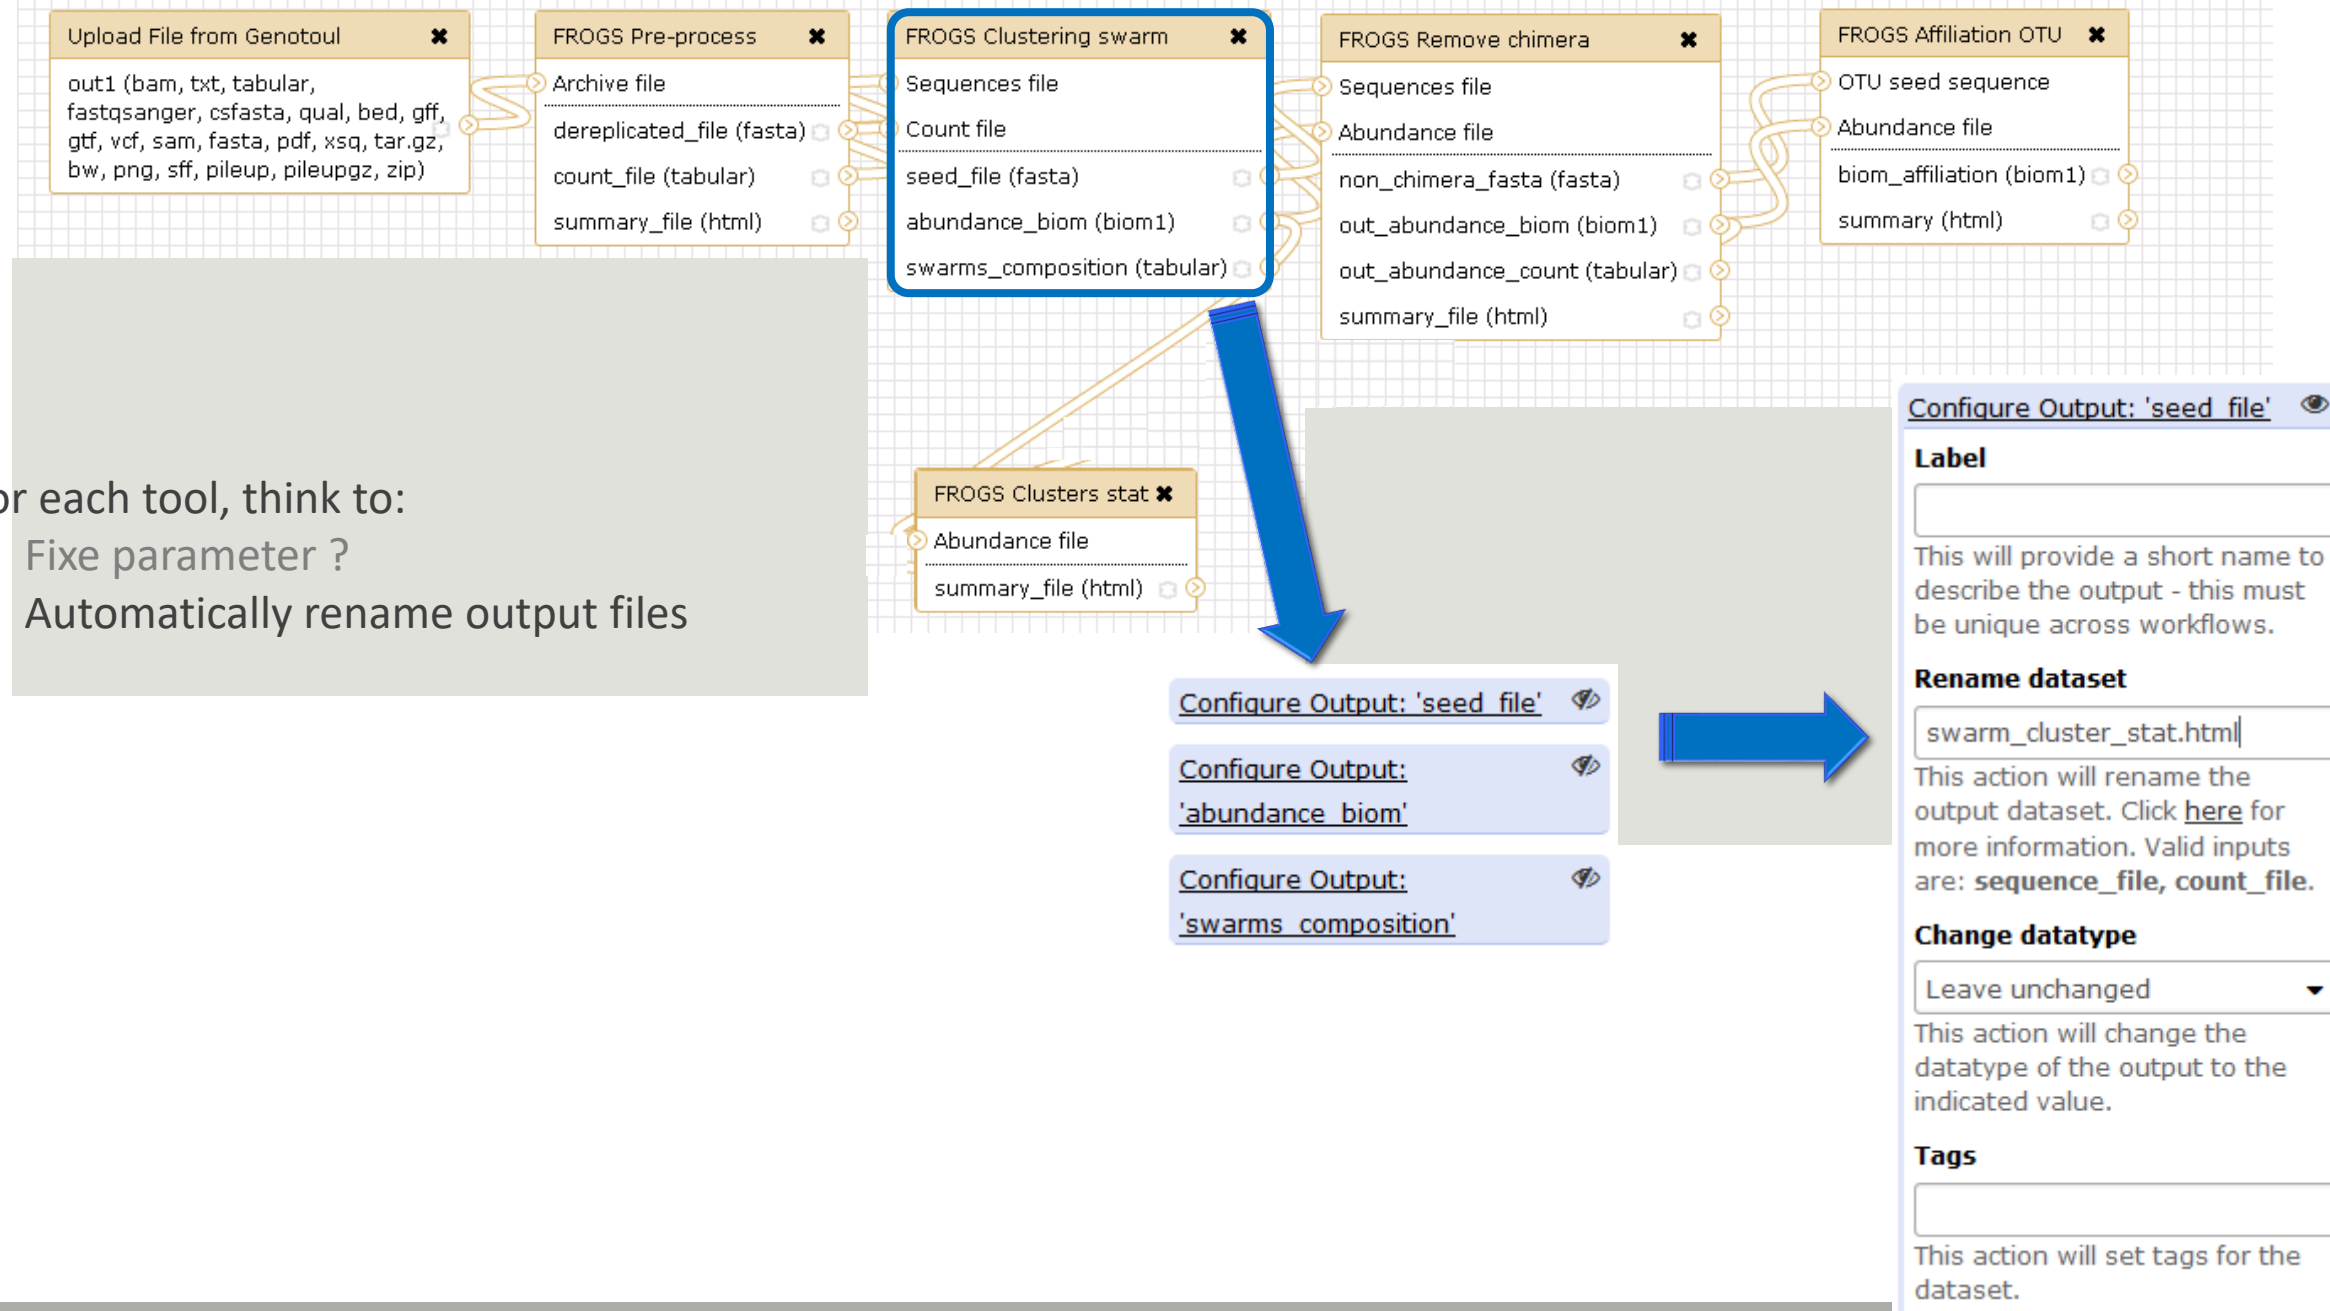 Upload File from Genotoul
out1 (bam, txt, tabular,
fastqsanger, csfasta, qual, bed, gff,
gtf, vcf, sam, fasta, pdf, xsq, tar.gz,
bw, png, sff, pileup, pileupgz, zip)
FROGS Pre-process
Archive file
dereplicated_file (fasta)
count_file (tabular)
summary_file (html)
FROGS Clustering swarm
Sequences file
Count file
seed_file (fasta)
abundance_biom (biom1)
swarms_composition (tabular)
FROGS Remove chimera
Sequences file
Abundance file
non_chimera_fasta (fasta)
out_abundance_biom (biom1)
out_abundance_count (tabular)
summary_file (html)
FROGS Affiliation OTU
OTU seed sequence
Abundance file
biom_affiliation (biom1)
summary (html)
or each tool, think to:
Fixe parameter ?
Automatically rename output files
FROGS Clusters stat
Abundance file
summary_file (html)
Configure Output: 'seed_file'
Configure Output:
'abundance_biom'
Configure Output:
'swarms_composition'
Configure Output: 'seed_file'
Label
This will provide a short name to
describe the output - this must
be unique across workflows.
Rename dataset
swarm_cluster_stat.html
This action will rename the
output dataset. Click here for
more information. Valid inputs
are: sequence_file, count_file.
Change datatype
Leave unchanged
This action will change the
datatype of the output to the
indicated value.
Tags
This action will set tags for the
dataset.